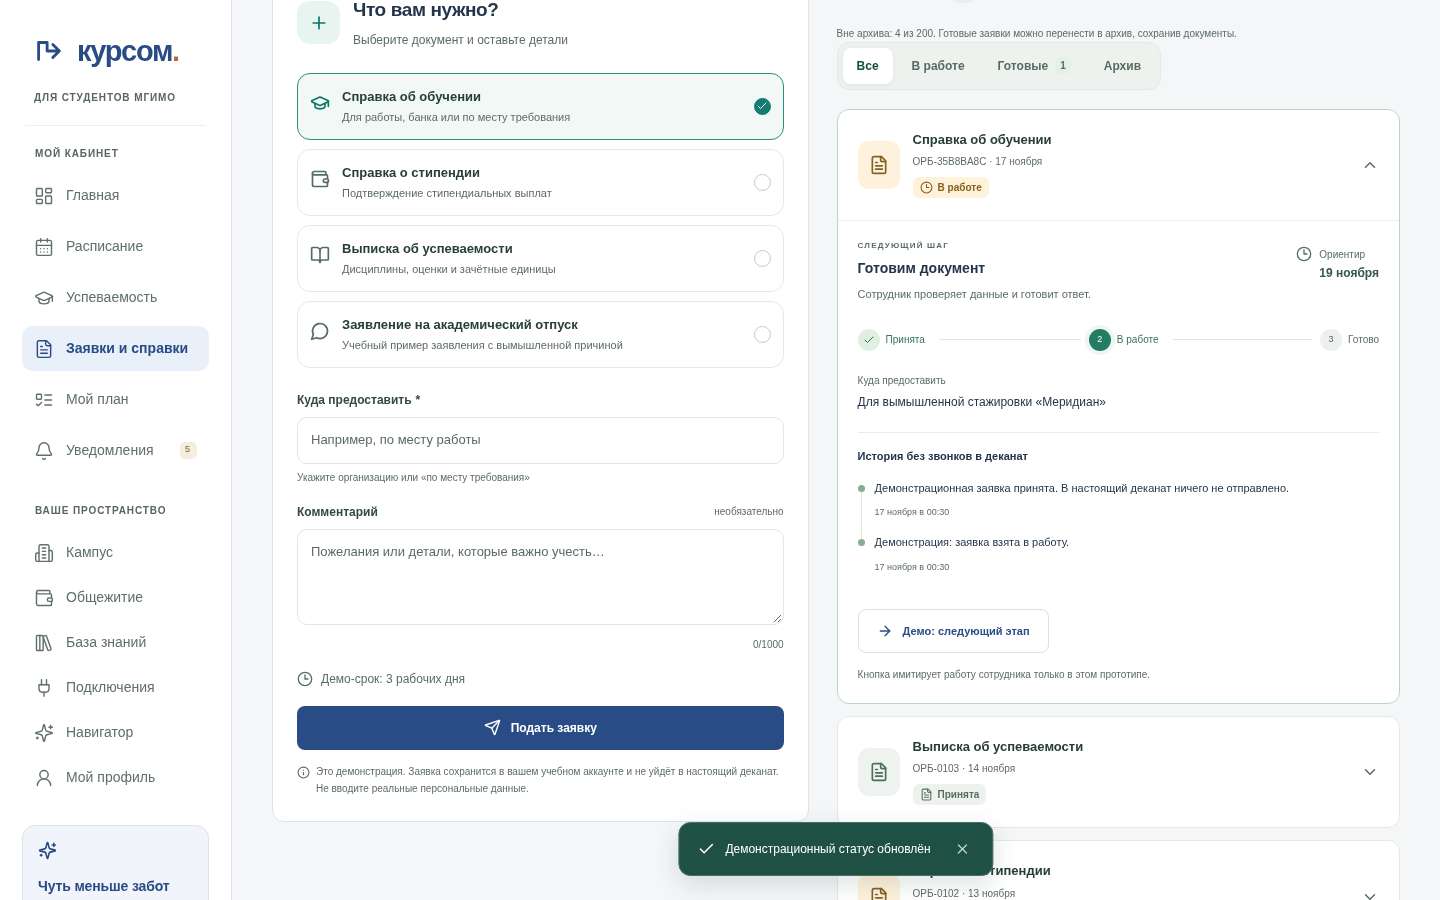 курсом.
ДЛЯ СТУДЕНТОВ МГИМО
МОЙ КАБИНЕТ
Главная
Расписание
Успеваемость
Заявки и справки
Мой план
Уведомления 5
ВАШЕ ПРОСТРАНСТВО
Кампус
Общежитие
База знаний
Подключения
Навигатор
Мой профиль
Чуть меньше забот
Что вам нужно?
Выберите документ и оставьте детали
Справка об обучении
Для работы, банка или по месту требования
Справка о стипендии
Подтверждение стипендиальных выплат
Выписка об успеваемости
Дисциплины, оценки и зачётные единицы
Заявление на академический отпуск
Учебный пример заявления с вымышленной причиной
Куда предоставить *
Например, по месту работы
Укажите организацию или «по месту требования»
Комментарий необязательно
Пожелания или детали, которые важно учесть…
0/1000
Демо-срок: 3 рабочих дня
Подать заявку
Это демонстрация. Заявка сохранится в вашем учебном аккаунте и не уйдёт в настоящий деканат.
Не вводите реальные персональные данные.
Вне архива: 4 из 200. Готовые заявки можно перенести в архив, сохранив документы.
Все В работе Готовые 1 Архив
Справка об обучении
ОРБ-35B8BA8C · 17 ноября
В работе
СЛЕДУЮЩИЙ ШАГ
Готовим документ
Сотрудник проверяет данные и готовит ответ.
Ориентир
19 ноября
Принята 2 В работе 3 Готово
Куда предоставить
Для вымышленной стажировки «Меридиан»
История без звонков в деканат
Демонстрационная заявка принята. В настоящий деканат ничего не отправлено.
17 ноября в 00:30
Демонстрация: заявка взята в работу.
17 ноября в 00:30
Демо: следующий этап
Кнопка имитирует работу сотрудника только в этом прототипе.
Выписка об успеваемости
ОРБ-0103 · 14 ноября
Принята
Демонстрационный статус обновлён
типендии
ОРБ-0102 · 13 ноября